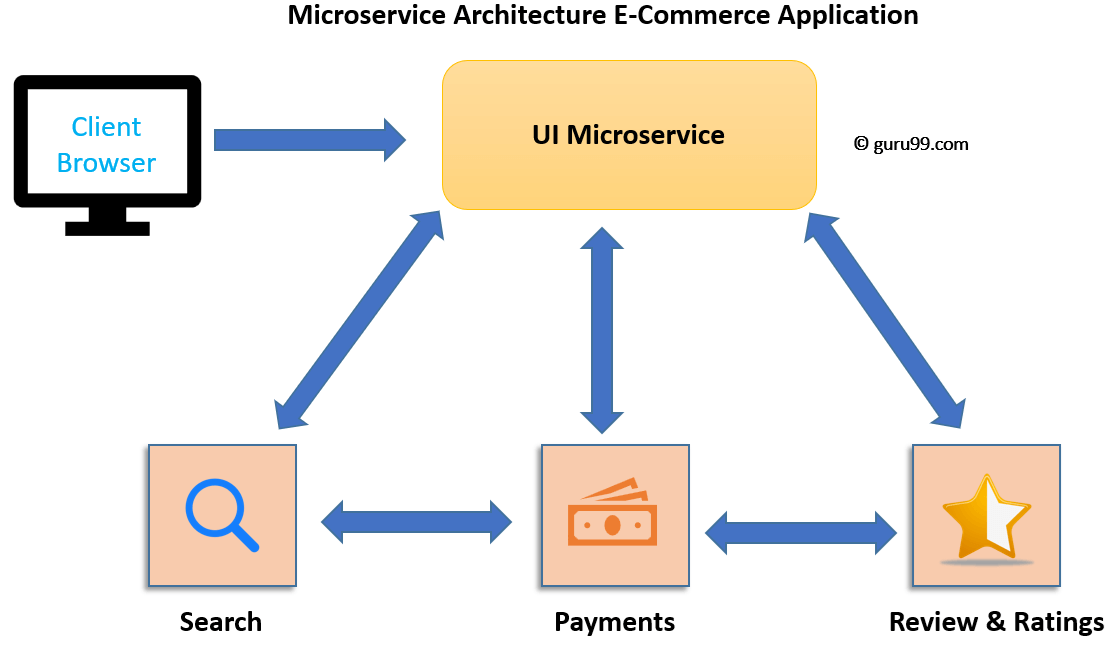 Microservice Architecture E-Commerce Application
Client
Browser
UI Microservice
© guru99.com
Search
Payments
Review & Ratings